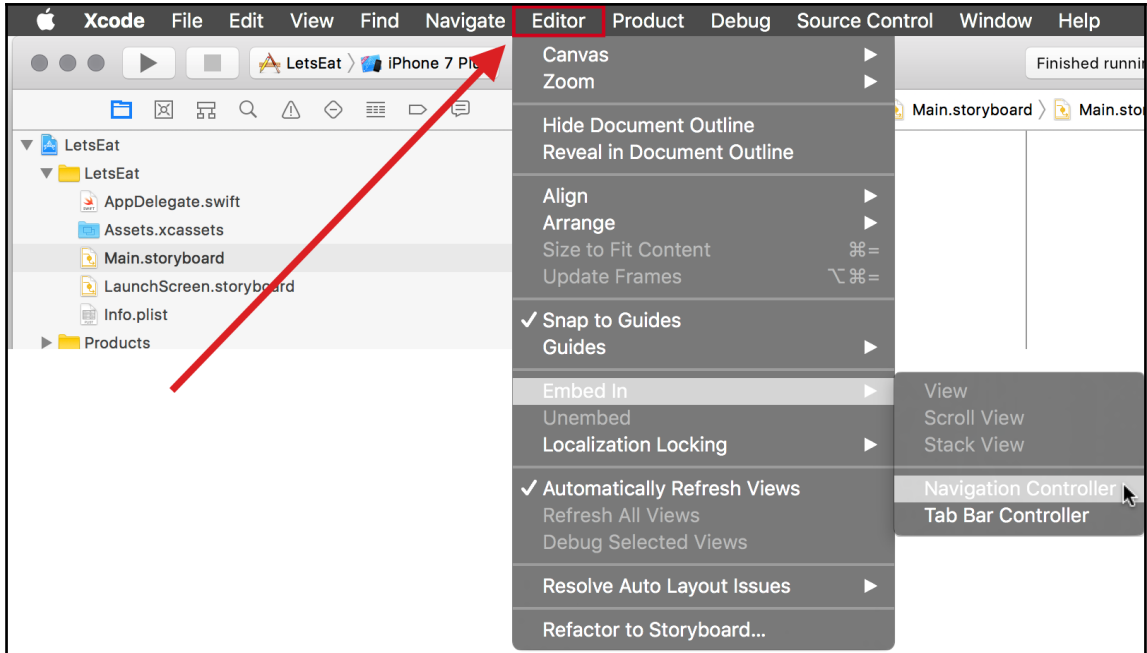 Xcode File Edit View Find Navigate Editor Product Debug Source Control Window Help
LetsEat 〉 iPhone 7 Plus
Finished runnin
Main.storyboard 〉 Main.stor
LetsEat
LetsEat
AppDelegate.swift
Assets.xcassets
Main.storyboard
LaunchScreen.storyboard
Info.plist
Products
Canvas
Zoom
Hide Document Outline
Reveal in Document Outline
Align
Arrange
Size to Fit Content ⌘=
Update Frames ⌥⌘=
✓ Snap to Guides
Guides
Embed In
Unembed
Localization Locking
✓ Automatically Refresh Views
Refresh All Views
Debug Selected Views
Resolve Auto Layout Issues
Refactor to Storyboard...
View
Scroll View
Stack View
Navigation Controller
Tab Bar Controller